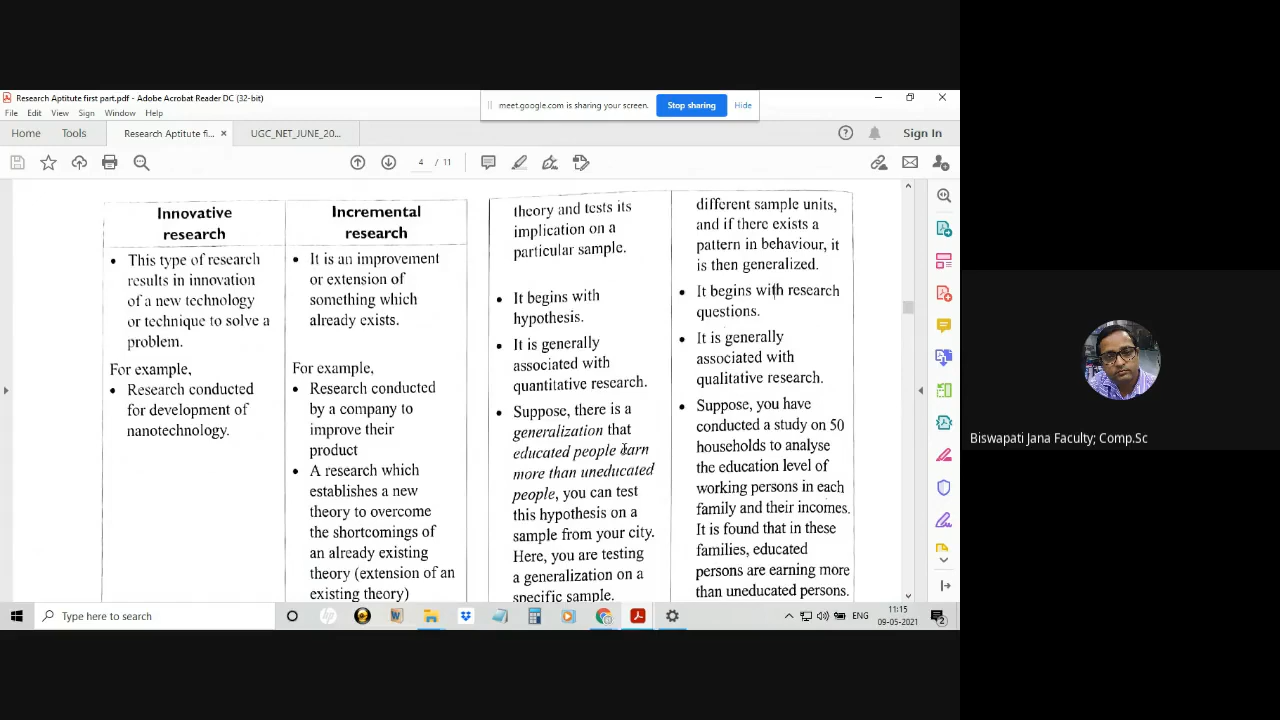 Research Aptitute first part.pdf - Adobe Acrobat Reader DC (32-bit)
meet.google.com is sharing your screen.
Stop sharing
Hide
File Edit View Sign Window Help
Home Tools Research Aptitute fi... × UGC_NET_JUNE_20... Sign In
4 / 11
Innovative
research
This type of research
results in innovation
of a new technology
or technique to solve a
problem.
For example,
Research conducted
for development of
nanotechnology.
Incremental
research
It is an improvement
or extension of
something which
already exists.
For example,
Research conducted
by a company to
improve their
product
A research which
establishes a new
theory to overcome
the shortcomings of
an already existing
theory (extension of an
existing theory)
theory and tests its
implication on a
particular sample.
It begins with
hypothesis.
It is generally
associated with
quantitative research.
Suppose, there is a
generalization that
educated people earn
more than uneducated
people, you can test
this hypothesis on a
sample from your city.
Here, you are testing
a generalization on a
specific sample.
different sample units,
and if there exists a
pattern in behaviour, it
is then generalized.
It begins with research
questions.
It is generally
associated with
qualitative research.
Suppose, you have
conducted a study on 50
households to analyse
the education level of
working persons in each
family and their incomes.
It is found that in these
families, educated
persons are earning more
than uneducated persons.
Biswapati Jana Faculty; Comp.Sc
Type here to search
ENG
11:15
09-05-2021
2